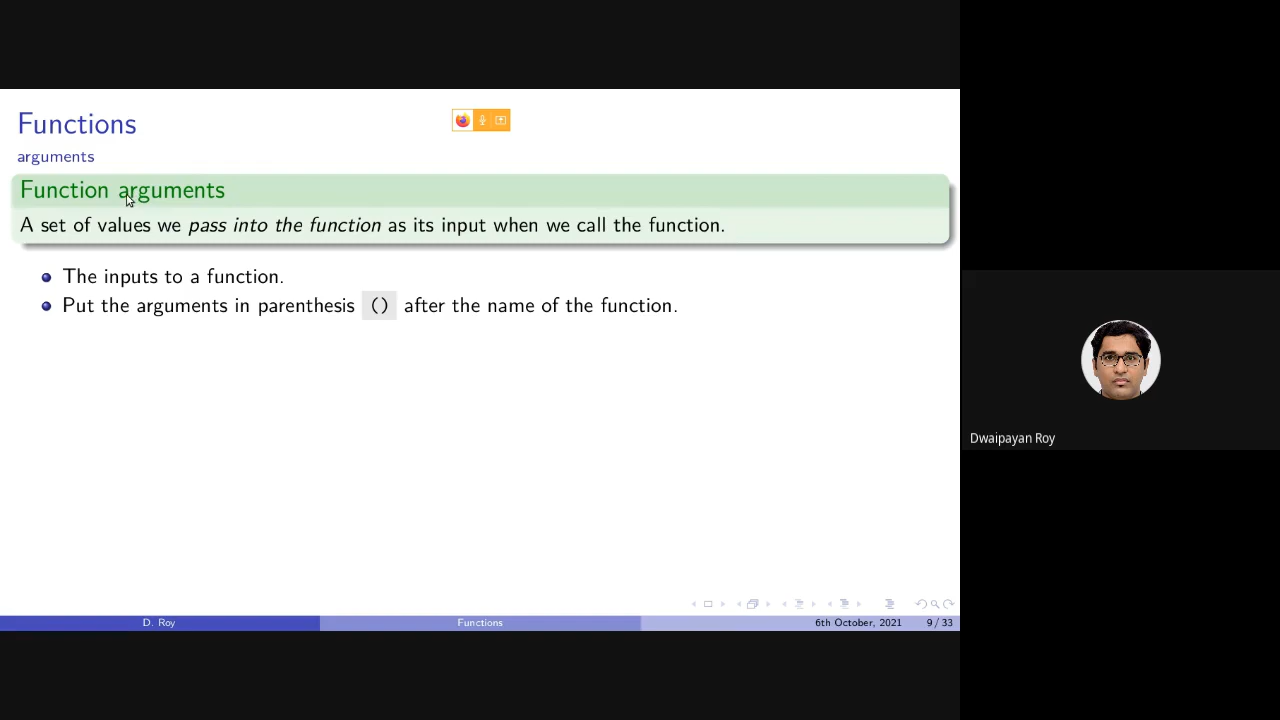 Functions
arguments
Function arguments
A set of values we pass into the function as its input when we call the function.
The inputs to a function.
Put the arguments in parenthesis () after the name of the function.
Dwaipayan Roy
D. Roy Functions 6th October, 2021 9 / 33